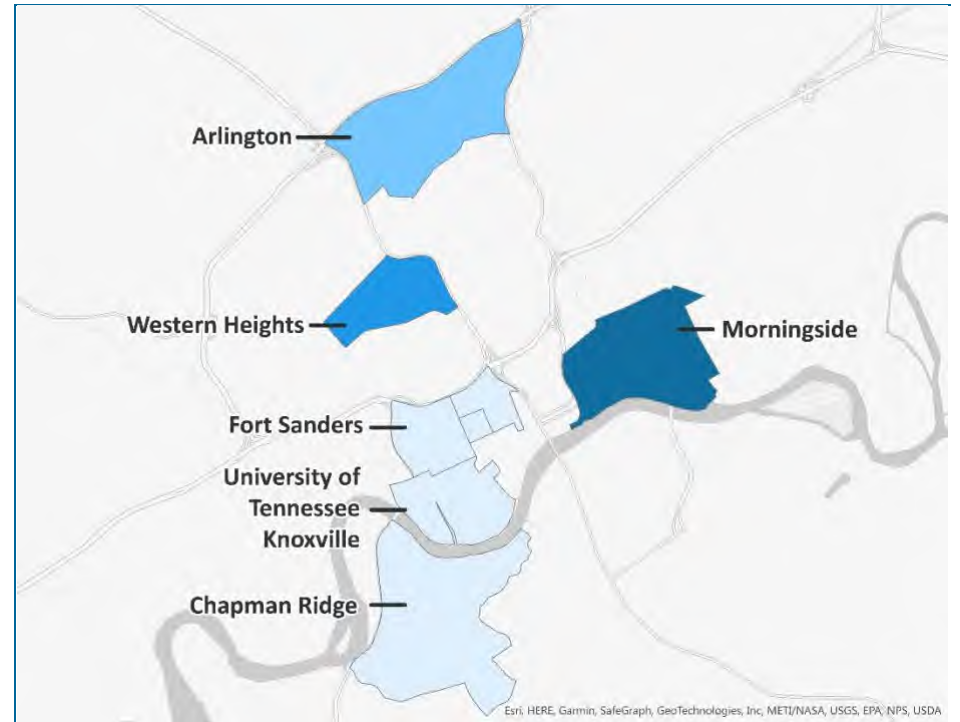 Arlington
Western Heights
Morningside
Fort Sanders
University of
Tennessee
Knoxville
Chapman Ridge
Esri, HERE, Garmin, SafeGraph, GeoTechnologies, Inc, METI/NASA, USGS, EPA, NPS, USDA